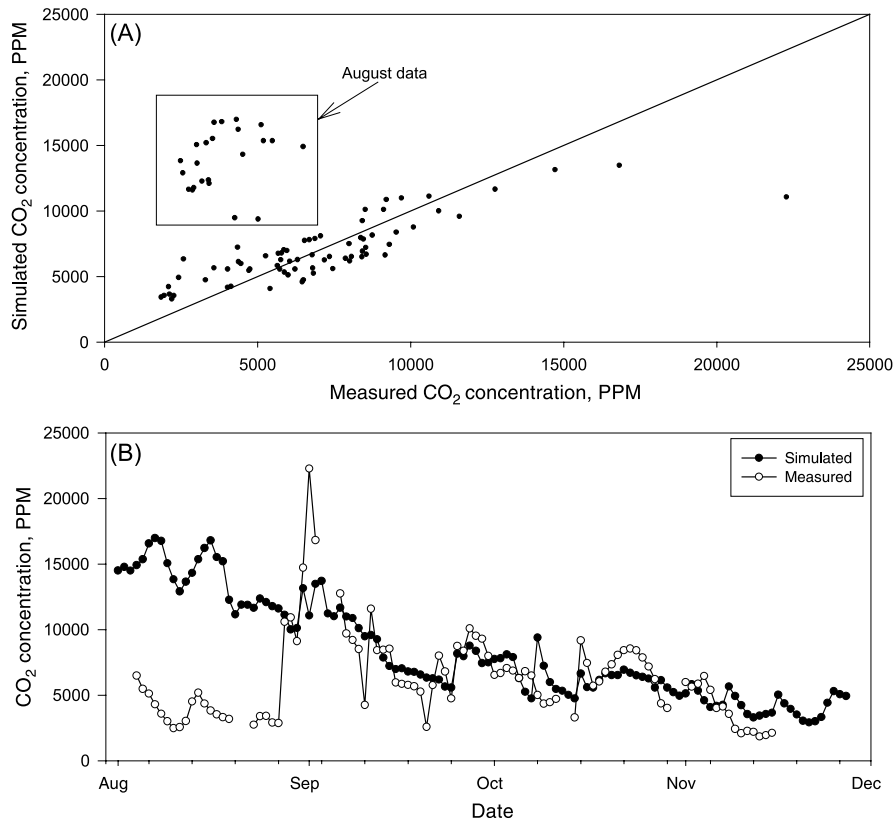 (A)
August data
25000
20000
15000
10000
5000
0
Simulated CO2 concentration, PPM
0 5000 10000 15000 20000 25000
Measured CO2 concentration, PPM
(B)
Simulated
Measured
25000
20000
15000
10000
5000
0
CO2 concentration, PPM
Aug Sep Oct Nov Dec
Date